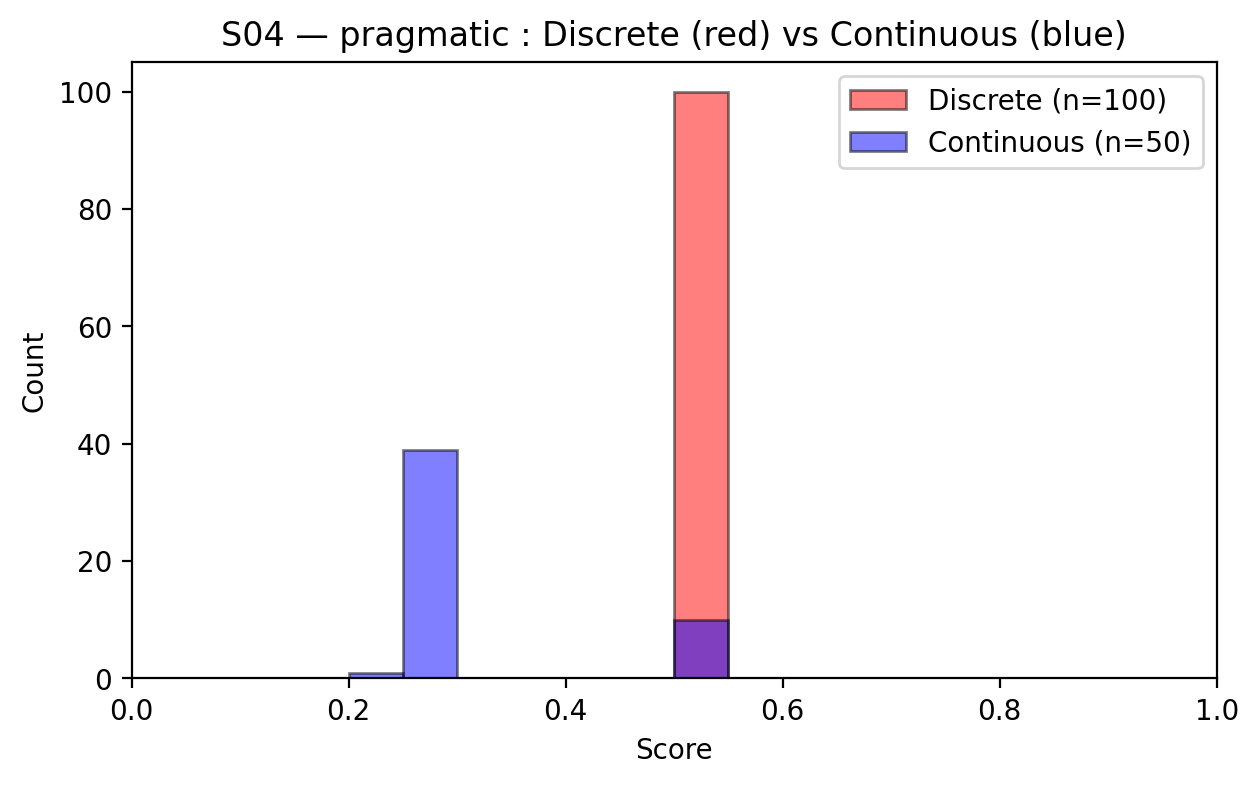 S04 — pragmatic : Discrete (red) vs Continuous (blue)
Discrete (n=100)
Continuous (n=50)
100
80
60
40
20
0
Count
0.0 0.2 0.4 0.6 0.8 1.0
Score